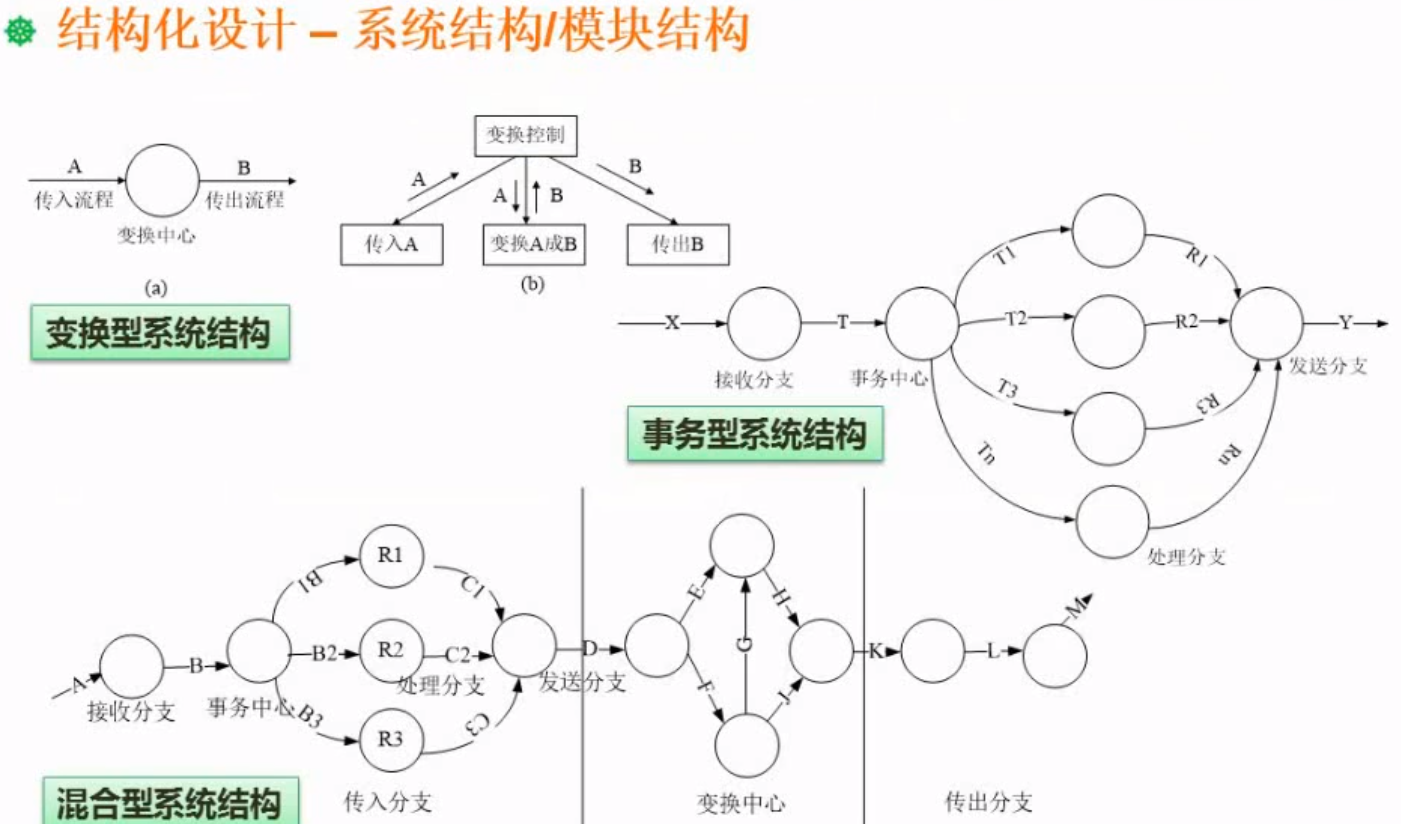 结构化设计 – 系统结构/模块结构
A
传入流程
B
传出流程
变换中心
(a)
变换型系统结构
变换控制
A
A
B
B
传入A
变换A成B
传出B
(b)
X
接收分支
T
事务中心
T1
T2
T3
Tn
R1
R2
R3
Rn
处理分支
发送分支
Y
事务型系统结构
A
接收分支
B
事务中心
B1
B2
B3
R1
R2
R3
处理分支
C1
C2
C3
发送分支
传入分支
D
E
F
G
H
J
变换中心
K
L
M
传出分支
混合型系统结构